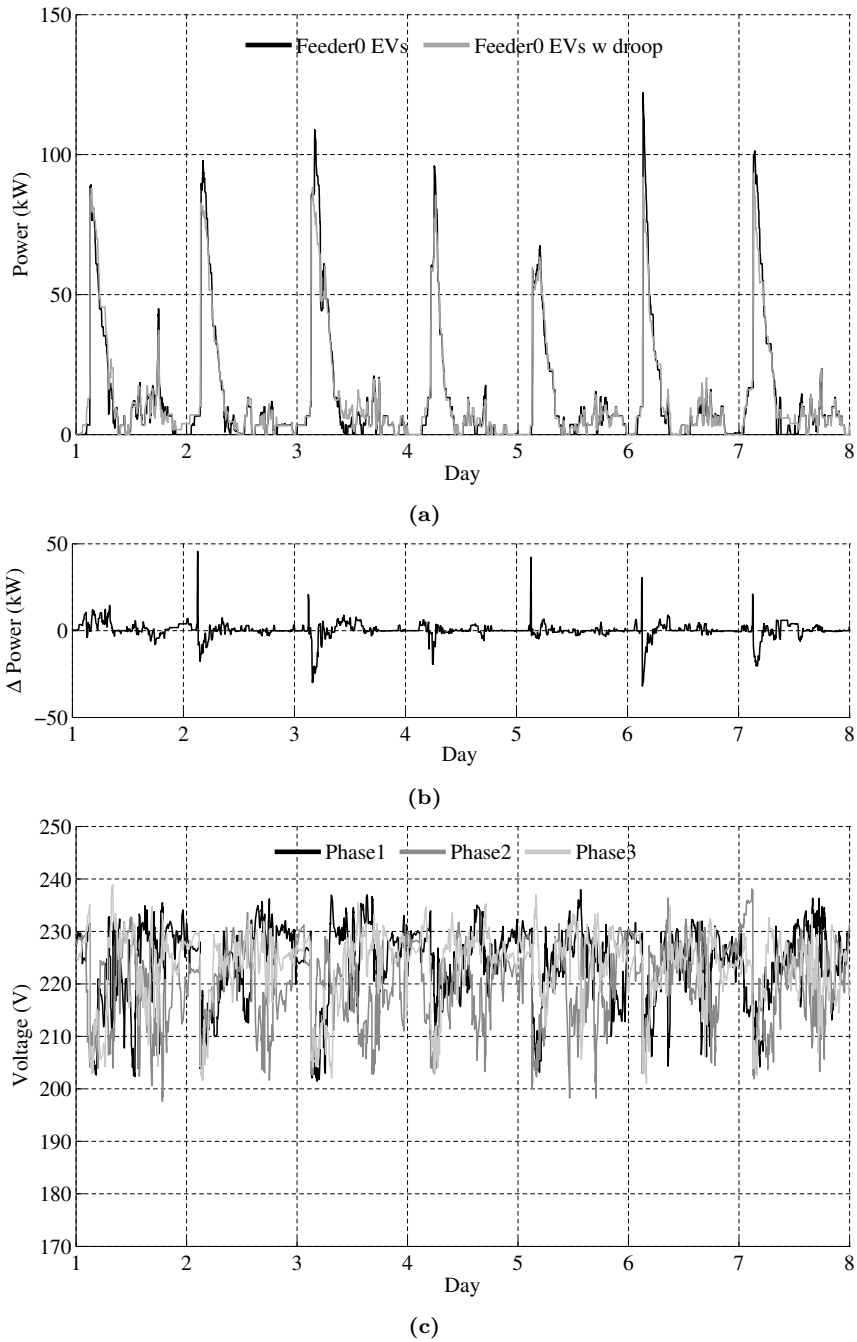 150
Feeder0 EVs Feeder0 EVs w droop
100
Power (kW)
50
0
1 2 3 4 5 6 7 8
Day
(a)
50
Δ Power (kW)
0
−50
1 2 3 4 5 6 7 8
Day
(b)
250
Phase1 Phase2 Phase3
240
230
220
Voltage (V)
210
200
190
180
170
1 2 3 4 5 6 7 8
Day
(c)